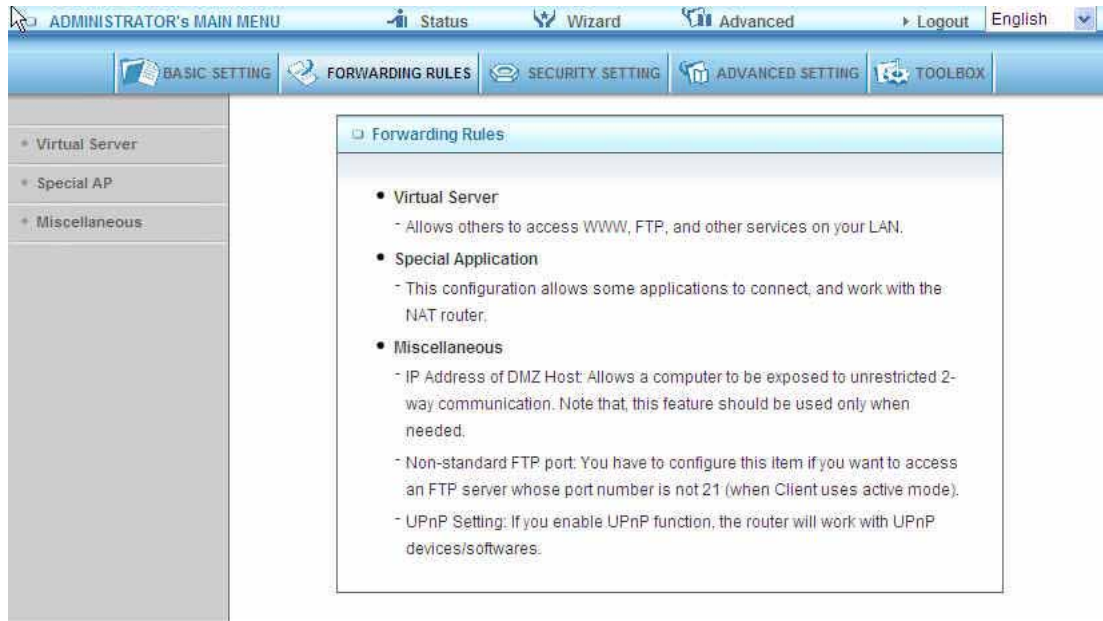 ADMINISTRATOR's MAIN MENU Status Wizard Advanced Logout English
BASIC SETTING FORWARDING RULES SECURITY SETTING ADVANCED SETTING TOOLBOX
Virtual Server
Special AP
Miscellaneous
Forwarding Rules
Virtual Server
- Allows others to access WWW, FTP, and other services on your LAN.
Special Application
- This configuration allows some applications to connect, and work with the
NAT router.
Miscellaneous
- IP Address of DMZ Host: Allows a computer to be exposed to unrestricted 2-
way communication. Note that, this feature should be used only when
needed.
- Non-standard FTP port: You have to configure this item if you want to access
an FTP server whose port number is not 21 (when Client uses active mode).
- UPnP Setting: If you enable UPnP function, the router will work with UPnP
devices/softwares.